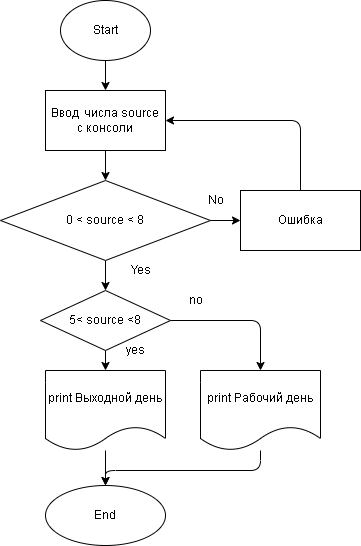 Start
Ввод числа source
с консоли
No
0 < source < 8
Ошибка
Yes
no
5< source <8
yes
print Выходной день
print Рабочий день
End